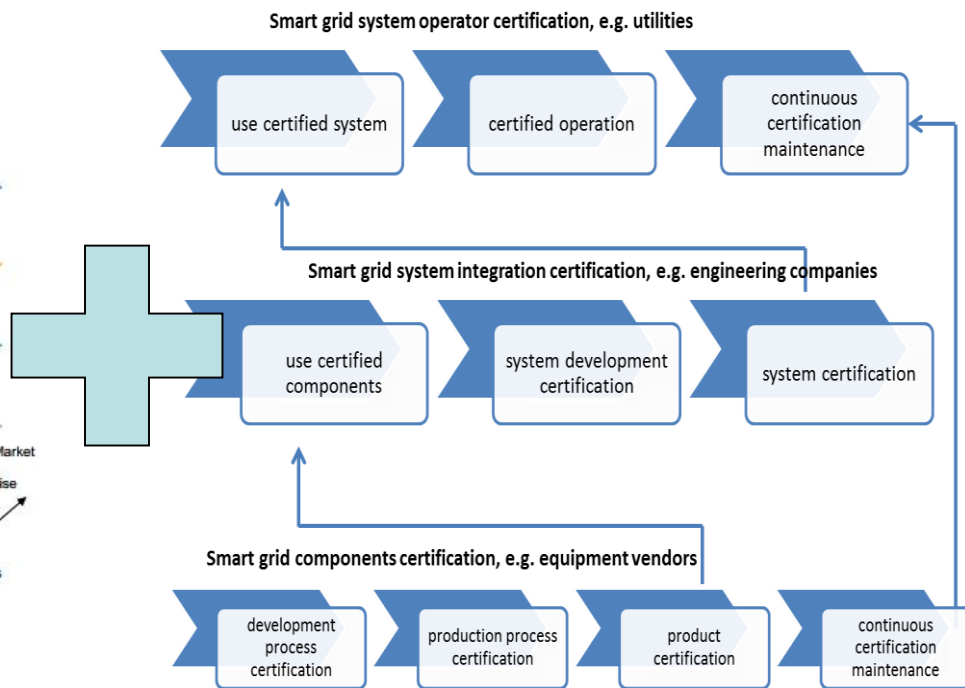 Smart grid system operator certification, e.g. utilities
use certified system
certified operation
continuous
certification
maintenance
Smart grid system integration certification, e.g. engineering companies
use certified
components
system development
certification
system certification
Market
Smart grid components certification, e.g. equipment vendors
development
process
certification
production process
certification
product
certification
continuous
certification
maintenance